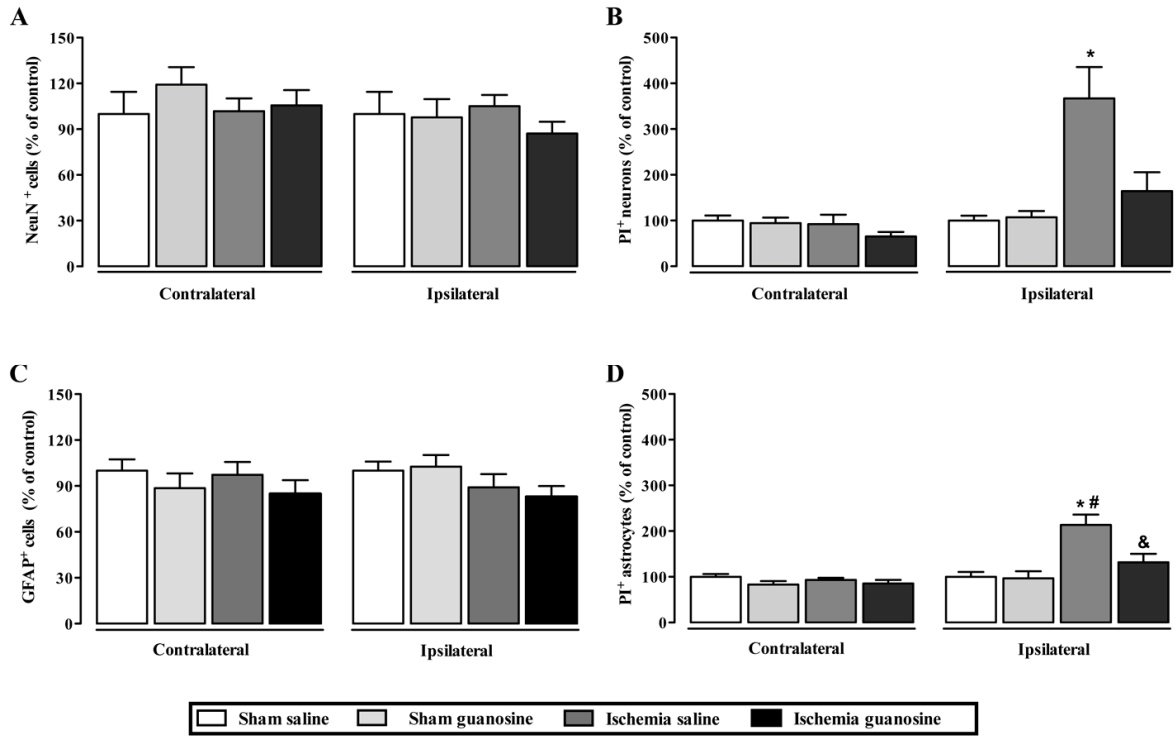 A
NeuN + cells (% of control)
150
120
90
60
30
0
Contralateral
Ipsilateral
B
PI+ neurons (% of control)
500
400
300
200
100
0
*
Contralateral
Ipsilateral
C
GFAP+ cells (% of control)
150
120
90
60
30
0
Contralateral
Ipsilateral
D
PI+ astrocytes (% of control)
500
400
300
200
100
0
* #
&
Contralateral
Ipsilateral
Sham saline Sham guanosine Ischemia saline Ischemia guanosine